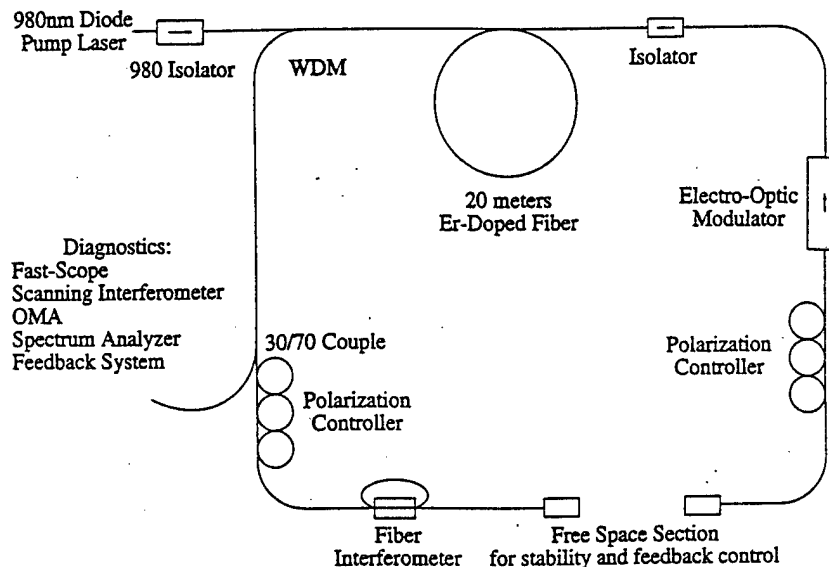 980nm Diode
Pump Laser
980 Isolator
WDM
Isolator
20 meters
Er-Doped Fiber
Electro-Optic
Modulator
Diagnostics:
Fast-Scope
Scanning Interferometer
OMA
Spectrum Analyzer
Feedback System
30/70 Couple
Polarization
Controller
Polarization
Controller
Fiber
Interferometer
Free Space Section
for stability and feedback control